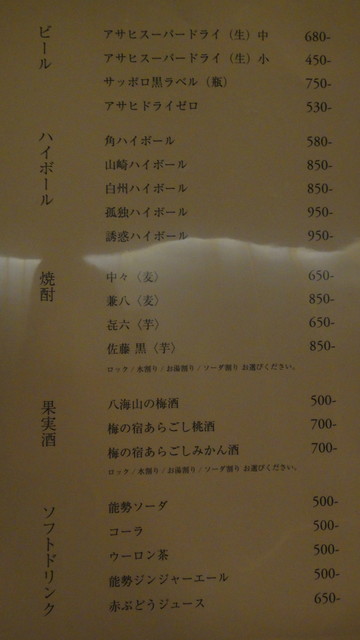 ビール
アサヒスーパードライ（生）中 680-
アサヒスーパードライ（生）小 450-
サッポロ黒ラベル（瓶） 750-
アサヒドライゼロ 530-
ハイボール
角ハイボール 580-
山崎ハイボール 850-
白州ハイボール 850-
孤独ハイボール 950-
誘惑ハイボール 950-
焼酎
中々〈麦〉 650-
兼八〈麦〉 850-
㐂六〈芋〉 650-
佐藤 黒〈芋〉 850-
ロック / 水割り / お湯割り / ソーダ割り お選びください。
果実酒
八海山の梅酒 500-
梅の宿あらごし桃酒 700-
梅の宿あらごしみかん酒 700-
ロック / 水割り / お湯割り / ソーダ割り お選びください。
ソフトドリンク
能勢ソーダ 500-
コーラ 500-
ウーロン茶 500-
能勢ジンジャーエール 500-
赤ぶどうジュース 650-